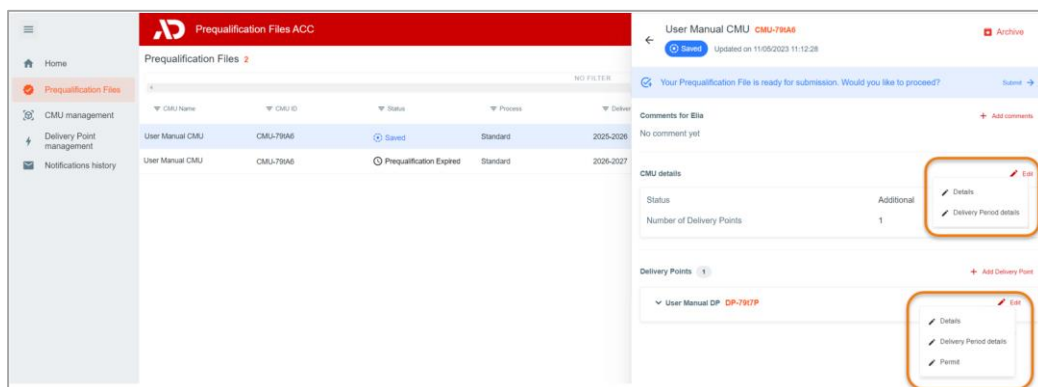 Prequalification Files ACC
Home
Prequalification Files
CMU management
Delivery Point
management
Notifications history
Prequalification Files 2
NO FILTER
CMU Name CMU ID Status Process Deliver
User Manual CMU CMU-79tA6 Saved Standard 2025-2026
User Manual CMU CMU-79tA6 Prequalification Expired Standard 2026-2027
User Manual CMU CMU-79tA6 Archive
Saved Updated on 11/05/2023 11:12:28
Your Prequalification File is ready for submission. Would you like to proceed? Submit
Comments for Elia + Add comments
No comment yet
CMU details Edit
Details
Delivery Period details
Status Additional
Number of Delivery Points 1
Delivery Points 1 + Add Delivery Point
User Manual DP DP-79t7P Edit
Details
Delivery Period details
Permit